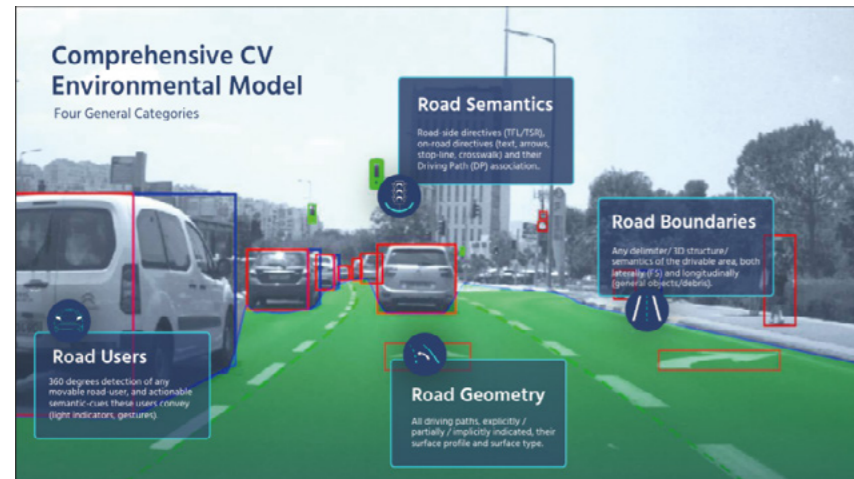 Comprehensive CV
Environmental Model
Four General Categories
Road Semantics
Road-side directives (TFL/TSR),
on-road directives (text, arrows,
stop-line, crosswalk) and their
Driving Path (DP) association.
Road Boundaries
Any delimiter/ 3D structure/
semantics of the drivable area, both
laterally (FS) and longitudinally
(general objects/debris).
Road Users
360 degrees detection of any
movable road-user, and actionable
semantic-cues these users convey
(light indicators, gestures).
Road Geometry
All driving paths, explicitly /
partially / implicitly indicated, their
surface profile and surface type.